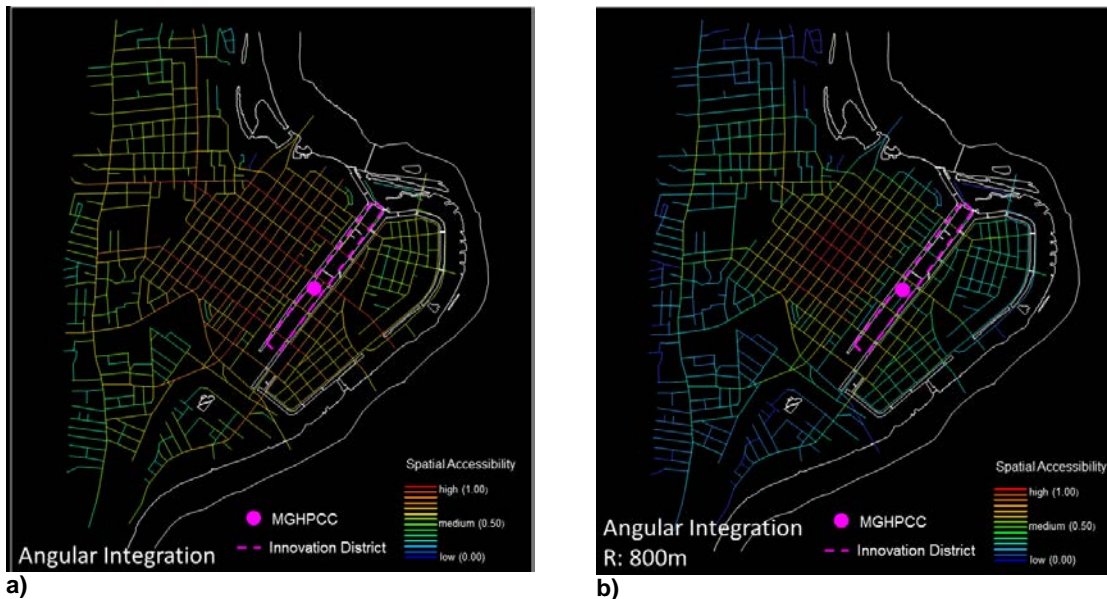 Spatial Accessibility
high (1.00)
medium (0.50)
low (0.00)
MGHPCC
Innovation District
Angular Integration
a)
Spatial Accessibility
high (1.00)
medium (0.50)
low (0.00)
MGHPCC
Innovation District
Angular Integration
R: 800m
b)